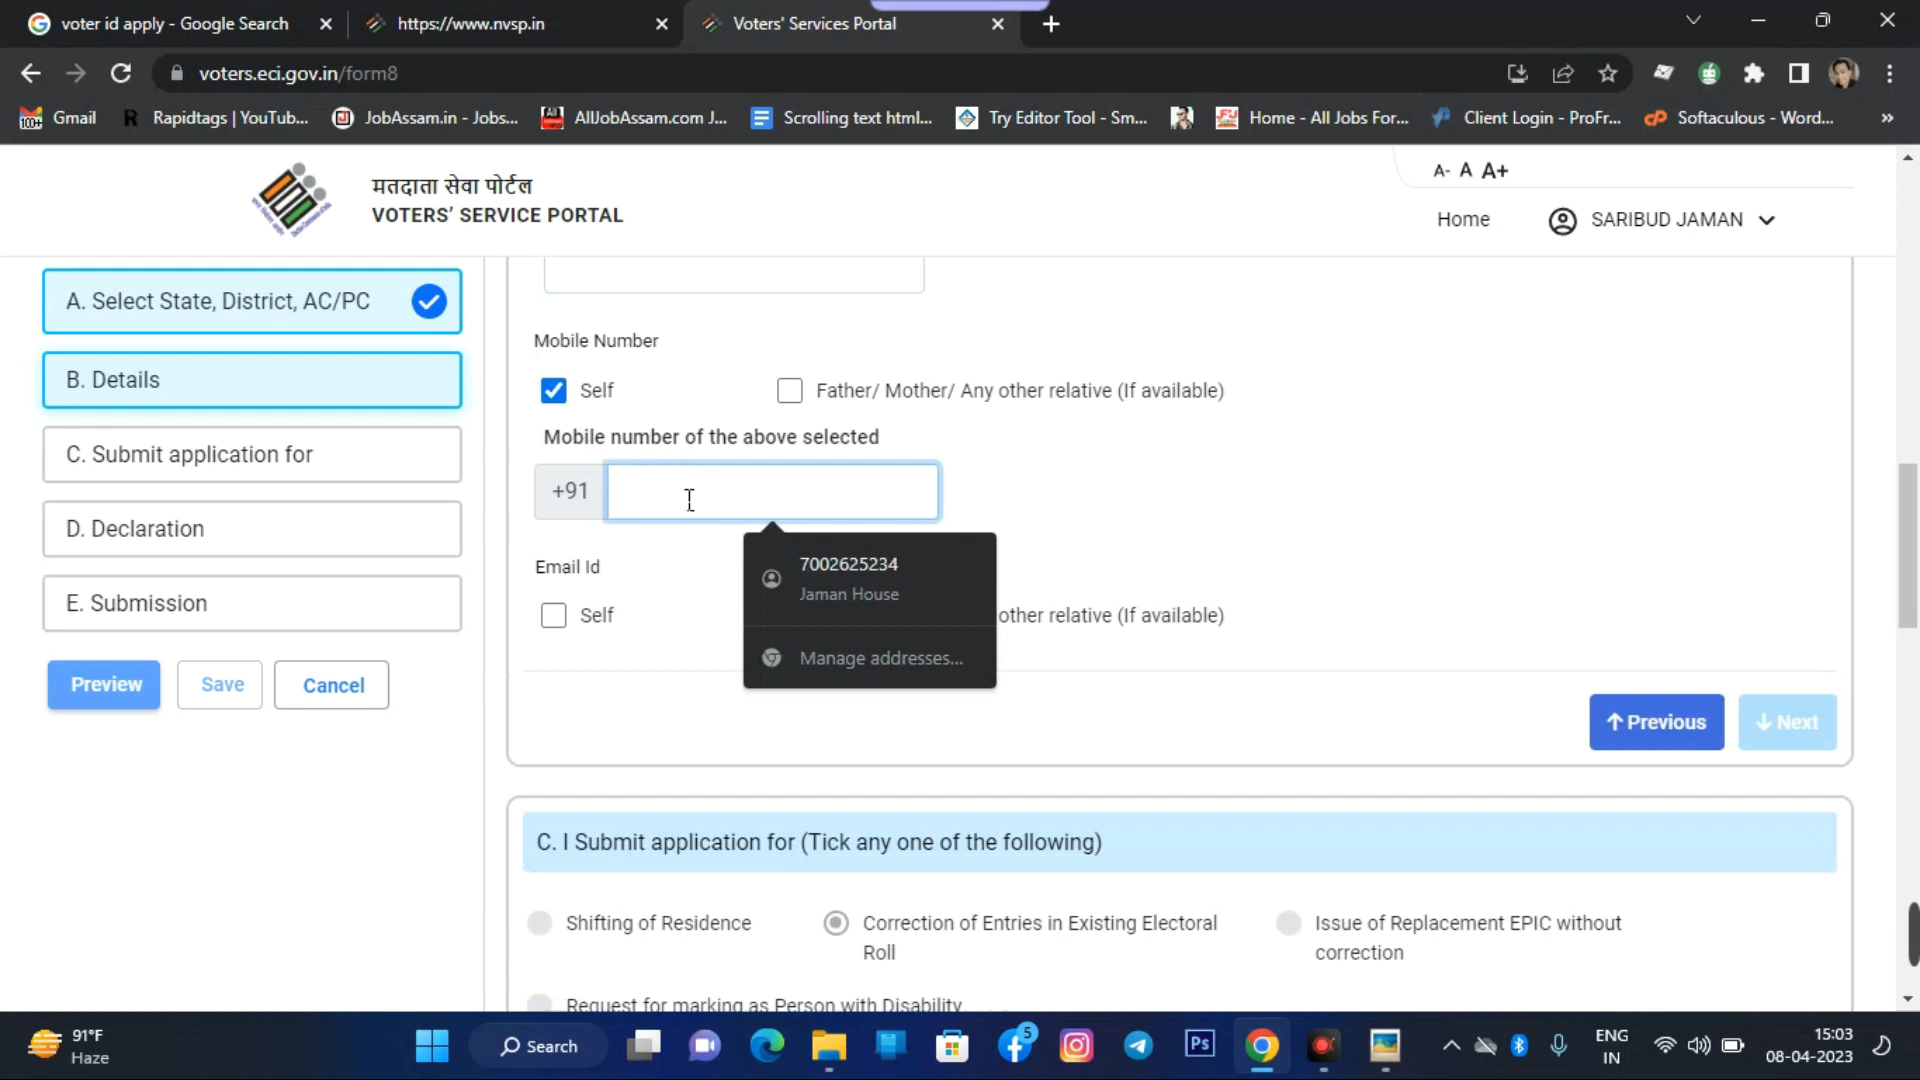 voter id apply - Google Search
https://www.nvsp.in
Voters' Services Portal
voters.eci.gov.in/form8
100+
Gmail
R
Rapidtags | YouTub...
JobAssam.in - Jobs...
All
AllJobAssam.com J...
Scrolling text html...
Try Editor Tool - Sm...
Home - All Jobs For...
Client Login - ProFr...
cP
Softaculous - Word...
»
मतदाता सेवा पोर्टल
VOTERS' SERVICE PORTAL
A- A A+
Home
SARIBUD JAMAN
A. Select State, District, AC/PC
B. Details
C. Submit application for
D. Declaration
E. Submission
Preview
Save
Cancel
Mobile Number
Self
Father/ Mother/ Any other relative (If available)
Mobile number of the above selected
+91
7002625234
Jaman House
Manage addresses...
Email Id
Self
other relative (If available)
Previous
Next
C. I Submit application for (Tick any one of the following)
Shifting of Residence
Correction of Entries in Existing Electoral
Roll
Issue of Replacement EPIC without
correction
Request for marking as Person with Disability
91°F
Haze
Search
5
Ps
ENG
IN
15:03
08-04-2023